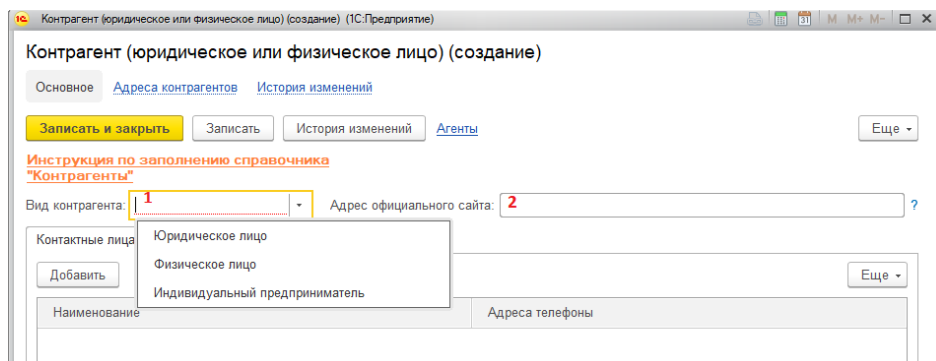 1С Контрагент (юридическое или физическое лицо) (создание) (1С:Предприятие) 31 M M+ M-
Контрагент (юридическое или физическое лицо) (создание)
Основное Адреса контрагентов История изменений
Записать и закрыть Записать История изменений Агенты Еще
Инструкция по заполнению справочника
"Контрагенты"
Вид контрагента: 1 Адрес официального сайта: 2 ?
Контактные лица Юридическое лицо
Физическое лицо
Добавить Еще
Индивидуальный предприниматель
Наименование Адреса телефоны